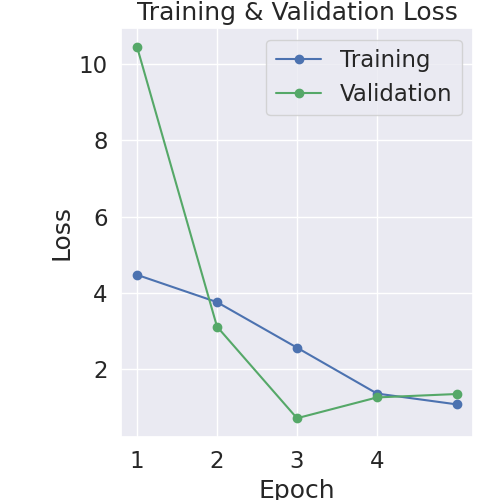 Training & Validation Loss
Training
Validation
Loss
10
8
6
4
2
1 2 3 4
Epoch